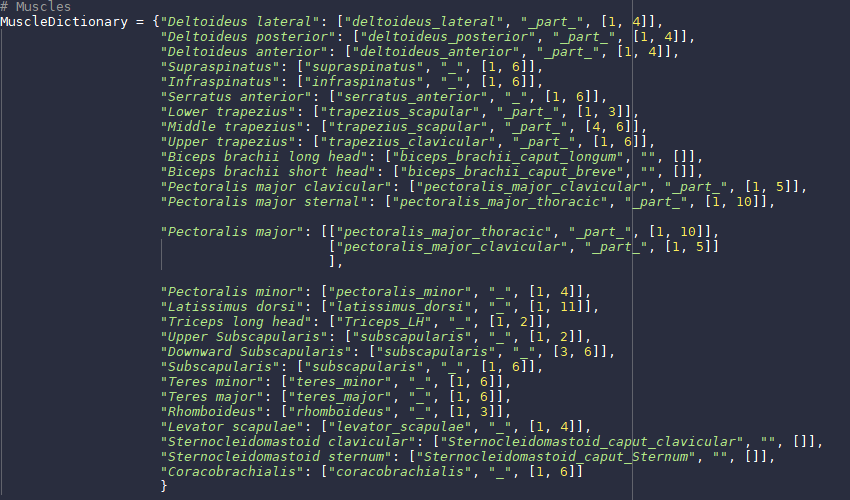 # Muscles
MuscleDictionary = {"Deltoideus lateral": ["deltoideus_lateral", "_part_", [1, 4]],
"Deltoideus posterior": ["deltoideus_posterior", "_part_", [1, 4]],
"Deltoideus anterior": ["deltoideus_anterior", "_part_", [1, 4]],
"Supraspinatus": ["supraspinatus", "_", [1, 6]],
"Infraspinatus": ["infraspinatus", "_", [1, 6]],
"Serratus anterior": ["serratus_anterior", "_", [1, 6]],
"Lower trapezius": ["trapezius_scapular", "_part_", [1, 3]],
"Middle trapezius": ["trapezius_scapular", "_part_", [4, 6]],
"Upper trapezius": ["trapezius_clavicular", "_part_", [1, 6]],
"Biceps brachii long head": ["biceps_brachii_caput_longum", "", []],
"Biceps brachii short head": ["biceps_brachii_caput_breve", "", []],
"Pectoralis major clavicular": ["pectoralis_major_clavicular", "_part_", [1, 5]],
"Pectoralis major sternal": ["pectoralis_major_thoracic", "_part_", [1, 10]],
"Pectoralis major": [["pectoralis_major_thoracic", "_part_", [1, 10]],
["pectoralis_major_clavicular", "_part_", [1, 5]]
],
"Pectoralis minor": ["pectoralis_minor", "_", [1, 4]],
"Latissimus dorsi": ["latissimus_dorsi", "_", [1, 11]],
"Triceps long head": ["Triceps_LH", "_", [1, 2]],
"Upper Subscapularis": ["subscapularis", "_", [1, 2]],
"Downward Subscapularis": ["subscapularis", "_", [3, 6]],
"Subscapularis": ["subscapularis", "_", [1, 6]],
"Teres minor": ["teres_minor", "_", [1, 6]],
"Teres major": ["teres_major", "_", [1, 6]],
"Rhomboideus": ["rhomboideus", "_", [1, 3]],
"Levator scapulae": ["levator_scapulae", "_", [1, 4]],
"Sternocleidomastoid clavicular": ["Sternocleidomastoid_caput_clavicular", "", []],
"Sternocleidomastoid sternum": ["Sternocleidomastoid_caput_Sternum", "", []],
"Coracobrachialis": ["coracobrachialis", "_", [1, 6]]
}